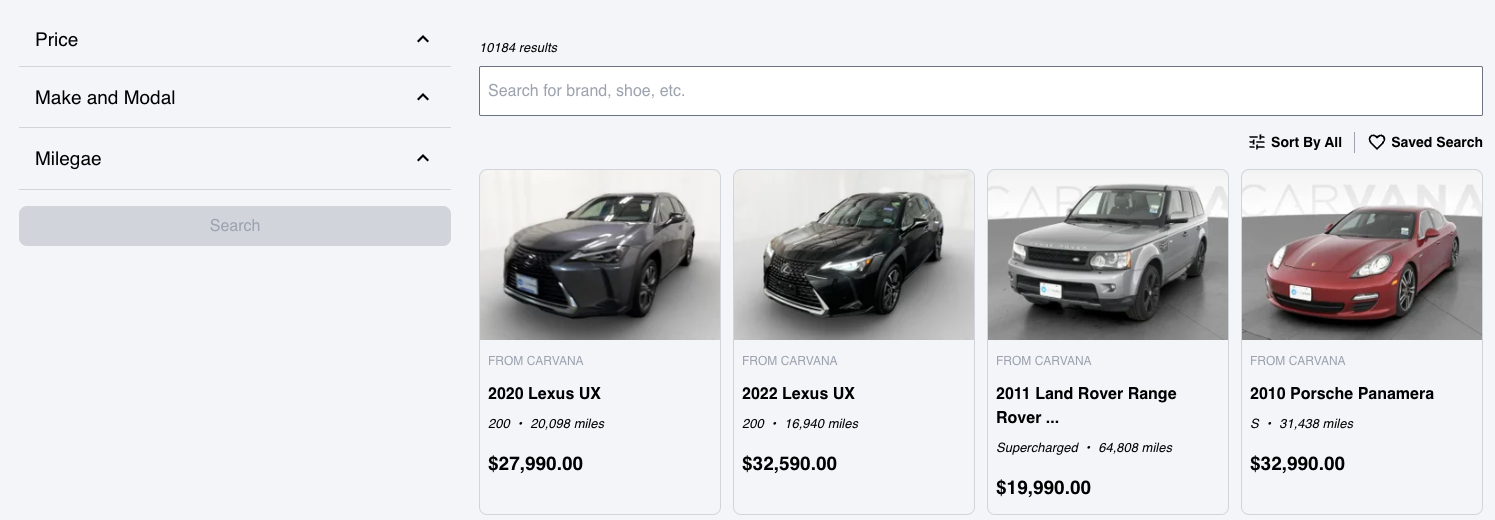 Price
Make and Modal
Milegae
Search
10184 results
Search for brand, shoe, etc.
Sort By All
Saved Search
CARVANA
CARVANA
FROM CARVANA
2020 Lexus UX
200 • 20,098 miles
$27,990.00
FROM CARVANA
2022 Lexus UX
200 • 16,940 miles
$32,590.00
FROM CARVANA
2011 Land Rover Range
Rover ...
Supercharged • 64,808 miles
$19,990.00
FROM CARVANA
2010 Porsche Panamera
S • 31,438 miles
$32,990.00